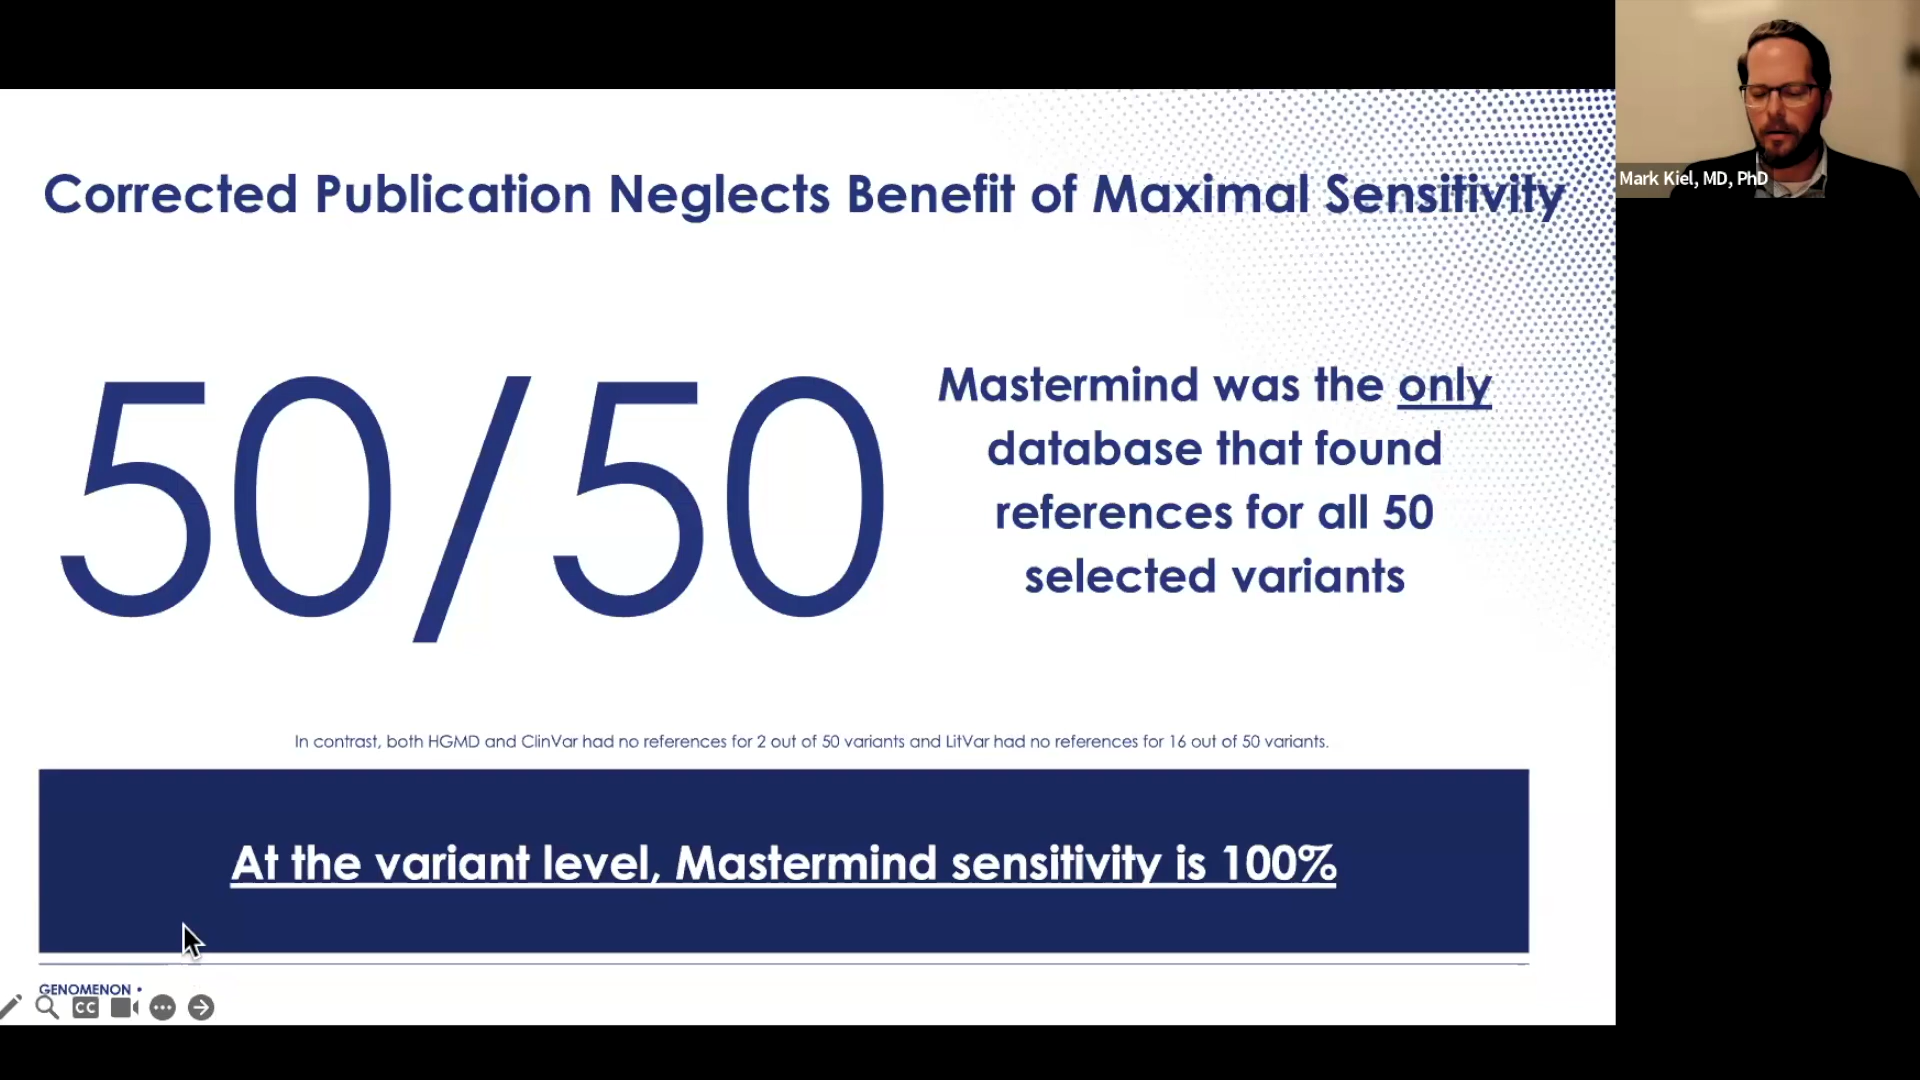 Corrected Publication Neglects Benefit of Maximal Sensitivity
Mark Kiel, MD, PhD
50/50
Mastermind was the only
database that found
references for all 50
selected variants
In contrast, both HGMD and ClinVar had no references for 2 out of 50 variants and LitVar had no references for 16 out of 50 variants.
At the variant level, Mastermind sensitivity is 100%
GENOMENON
CC